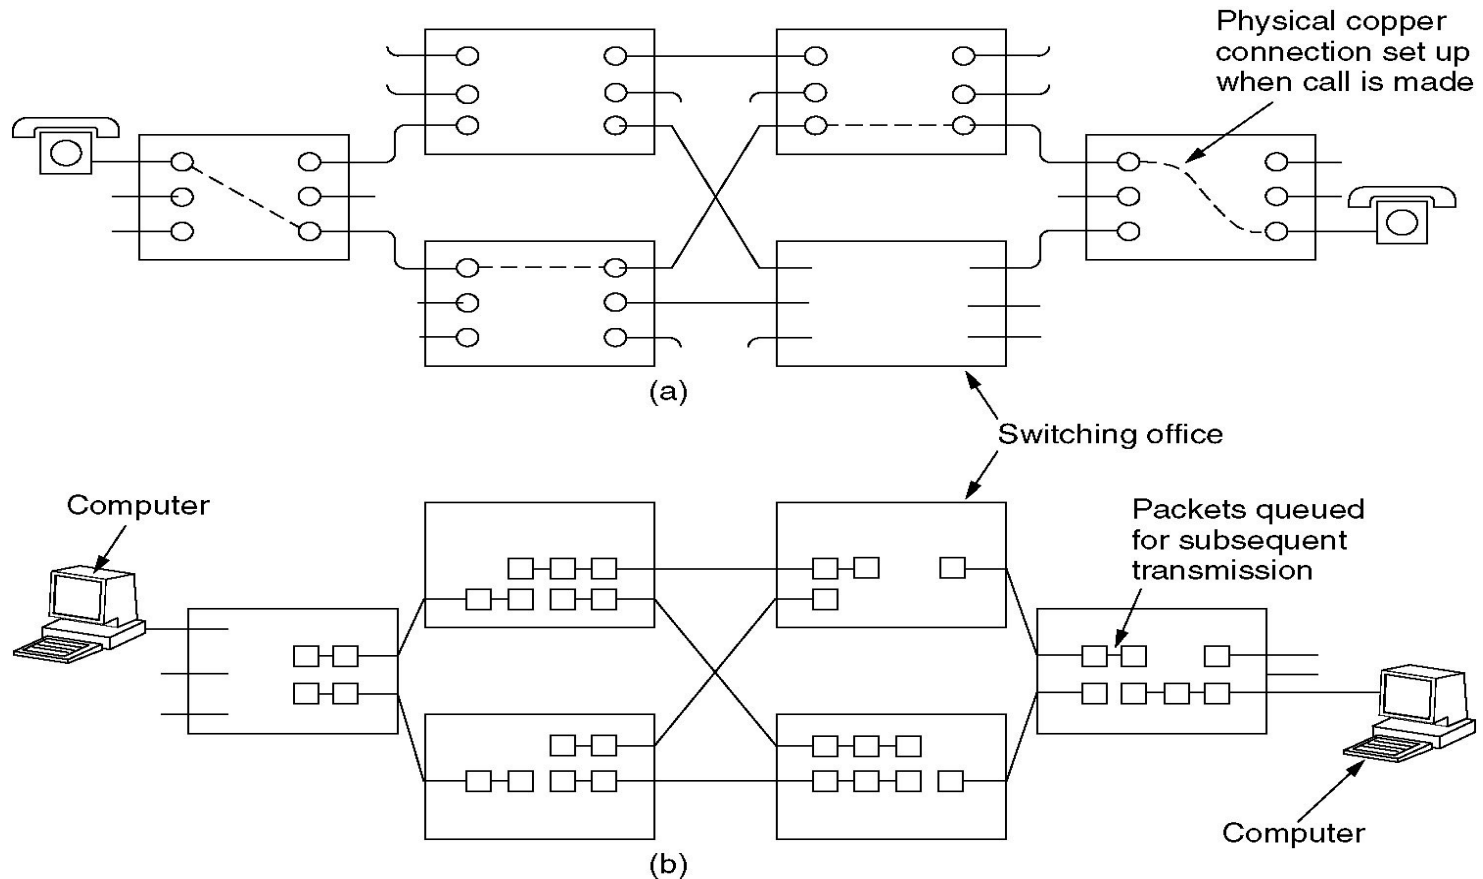 Physical copper
connection set up
when call is made
(a)
Switching office
Computer
Packets queued
for subsequent
transmission
Computer
(b)